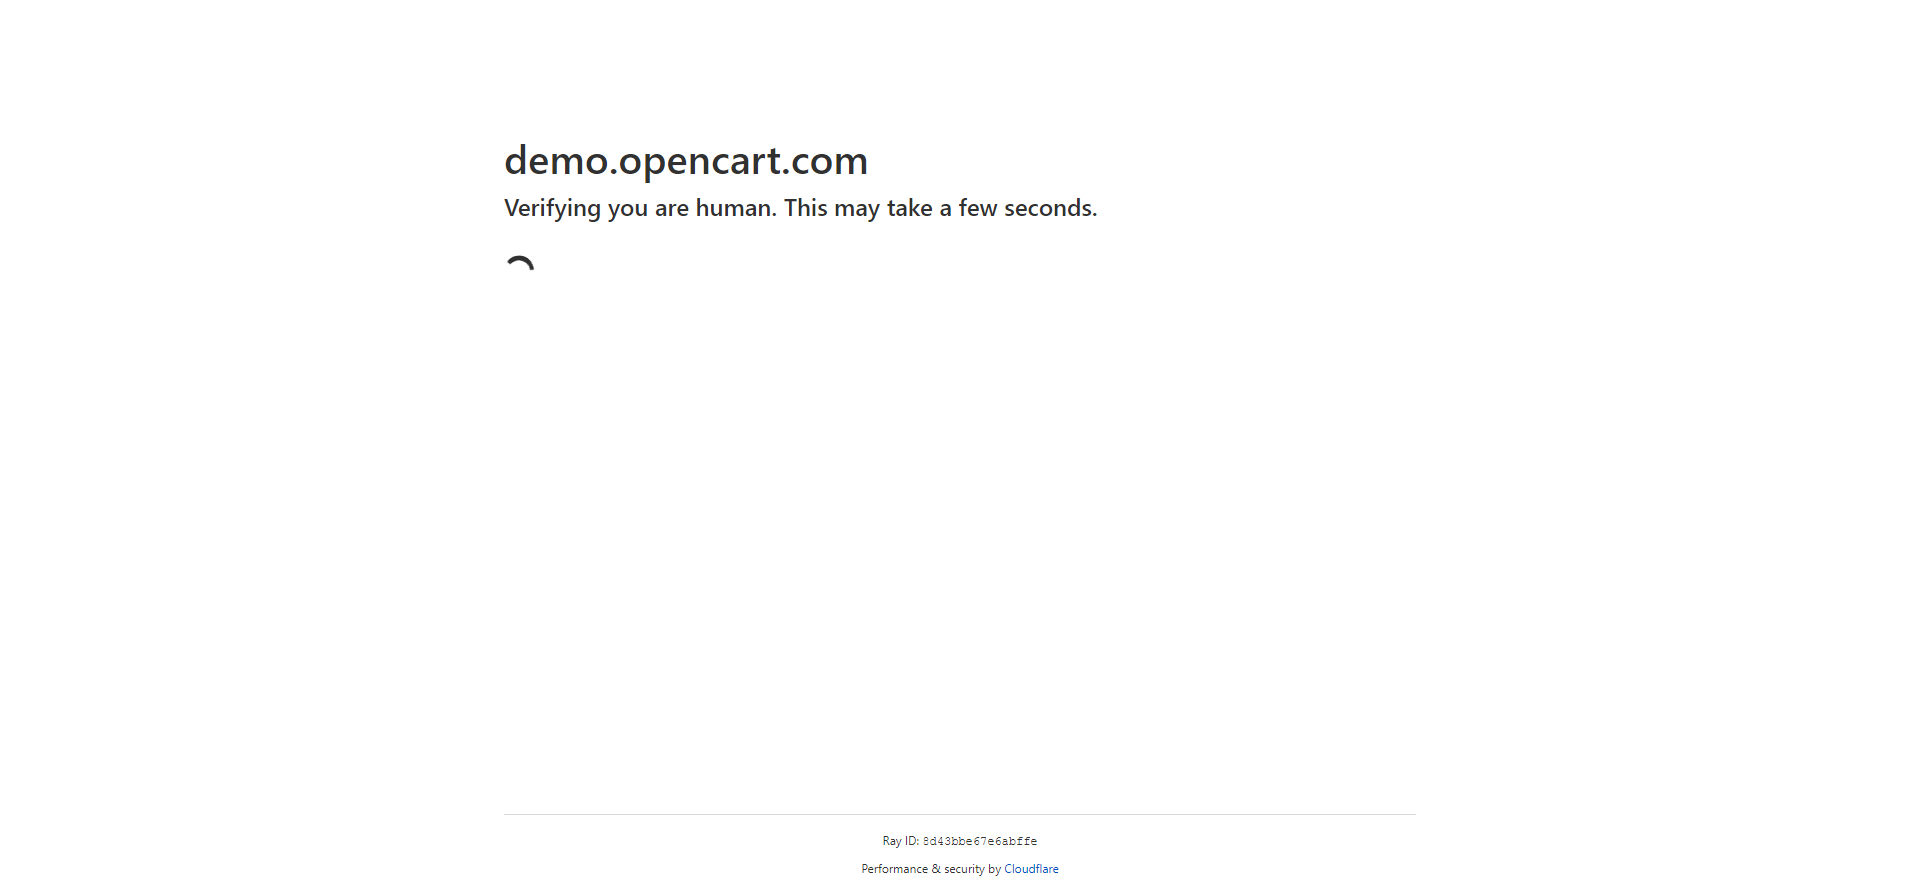 demo.opencart.com
Verifying you are human. This may take a few seconds.
Ray ID: 8d43bbe67e6abffe
Performance & security by Cloudflare